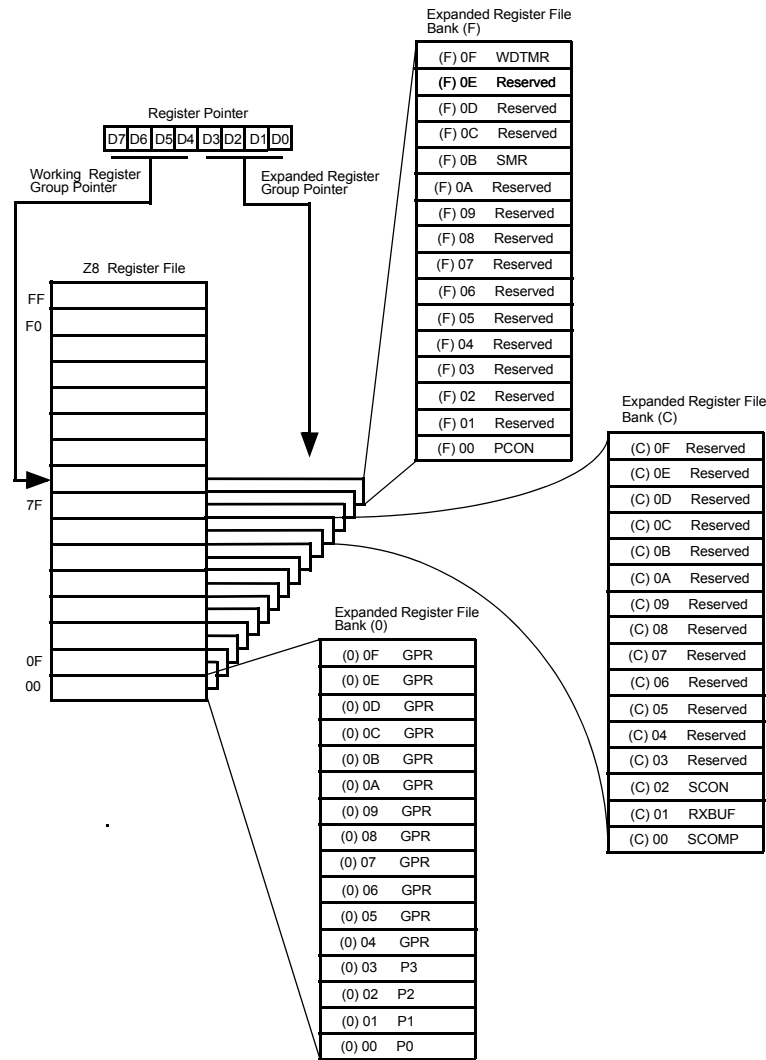 Expanded Register File
Bank (F)
(F) 0F WDTMR
(F) 0E Reserved
(F) 0D Reserved
(F) 0C Reserved
(F) 0B SMR
(F) 0A Reserved
(F) 09 Reserved
(F) 08 Reserved
(F) 07 Reserved
(F) 06 Reserved
(F) 05 Reserved
(F) 04 Reserved
(F) 03 Reserved
(F) 02 Reserved
(F) 01 Reserved
(F) 00 PCON
Register Pointer
D7 D6 D5 D4 D3 D2 D1 D0
Working Register
Group Pointer
Expanded Register
Group Pointer
Z8 Register File
FF
F0
7F
0F
00
Expanded Register File
Bank (C)
(C) 0F Reserved
(C) 0E Reserved
(C) 0D Reserved
(C) 0C Reserved
(C) 0B Reserved
(C) 0A Reserved
(C) 09 Reserved
(C) 08 Reserved
(C) 07 Reserved
(C) 06 Reserved
(C) 05 Reserved
(C) 04 Reserved
(C) 03 Reserved
(C) 02 SCON
(C) 01 RXBUF
(C) 00 SCOMP
Expanded Register File
Bank (0)
(0) 0F GPR
(0) 0E GPR
(0) 0D GPR
(0) 0C GPR
(0) 0B GPR
(0) 0A GPR
(0) 09 GPR
(0) 08 GPR
(0) 07 GPR
(0) 06 GPR
(0) 05 GPR
(0) 04 GPR
(0) 03 P3
(0) 02 P2
(0) 01 P1
(0) 00 P0